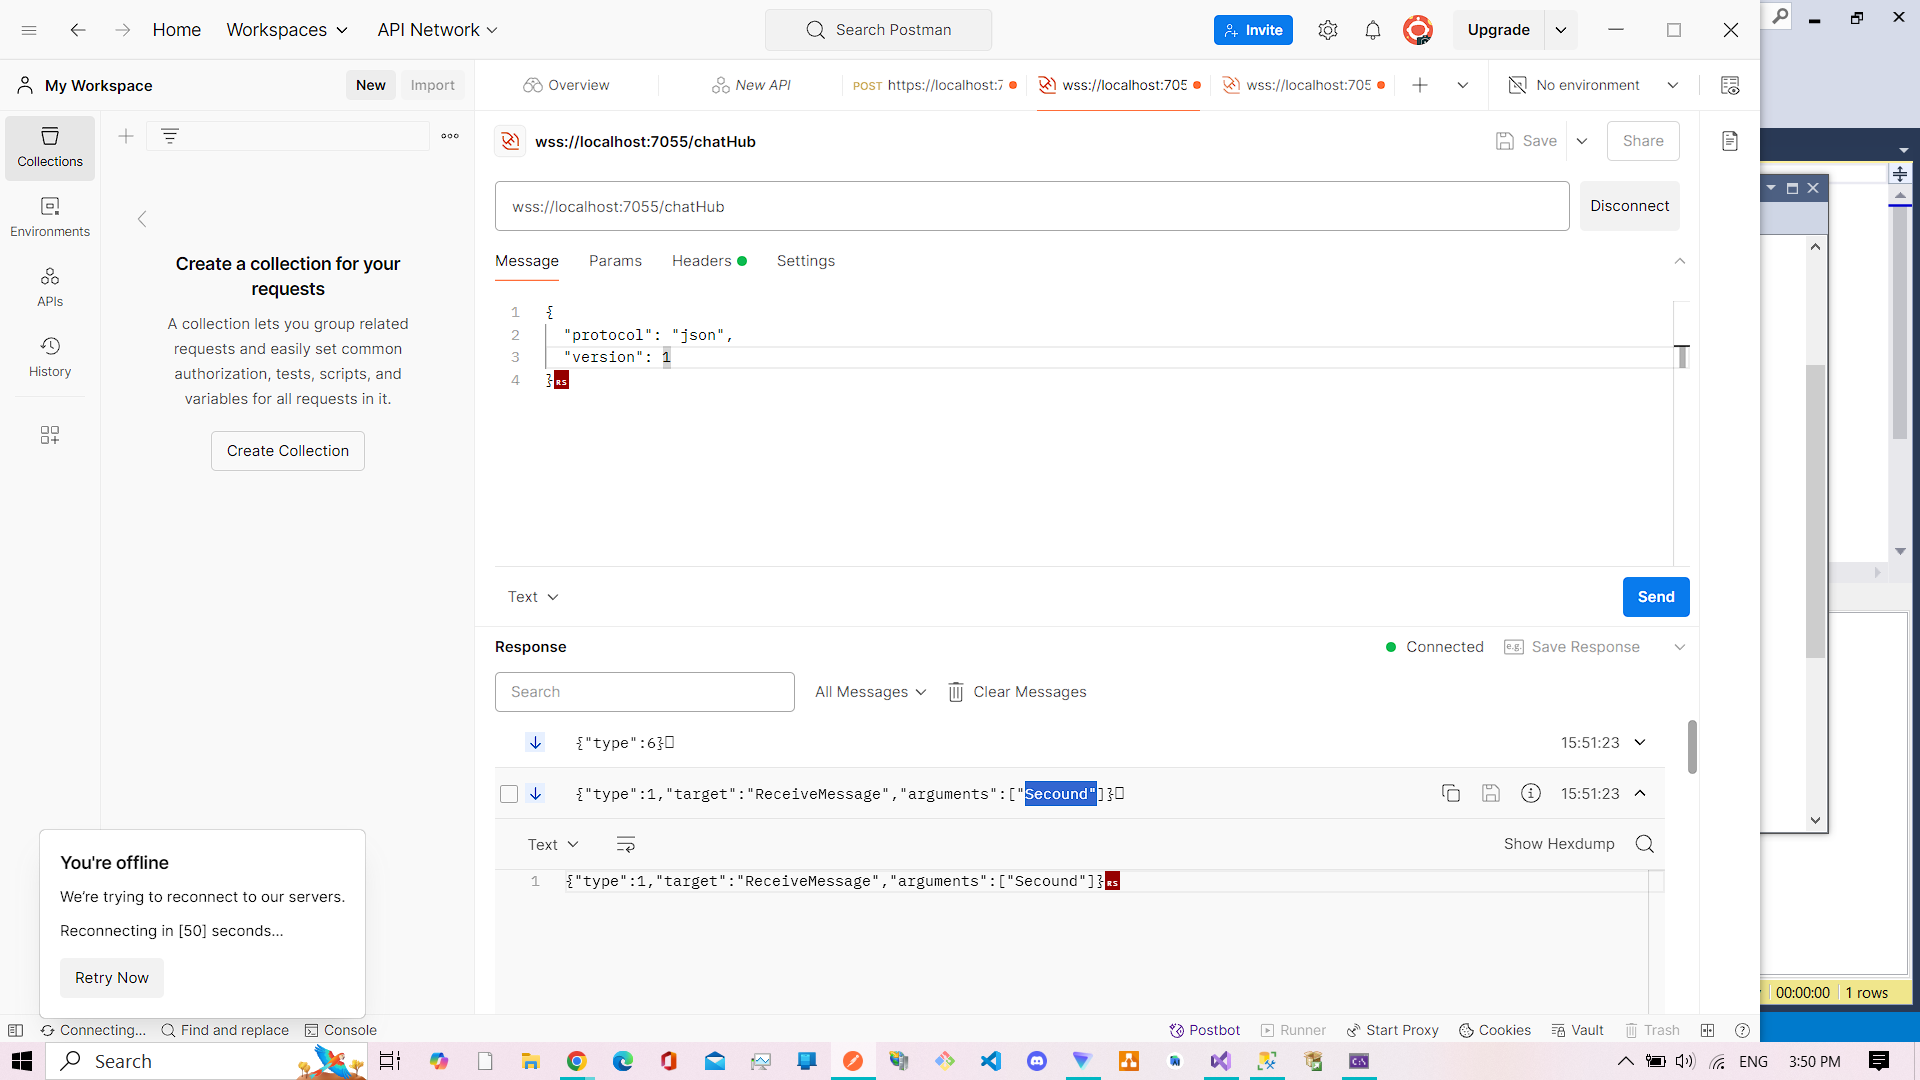 Home
Workspaces
API Network
Search Postman
Invite
Upgrade
My Workspace
New
Import
Overview
New API
POST https://localhost:7
wss://localhost:705
wss://localhost:705
No environment
Collections
Environments
APIs
History
Create a collection for your
requests
A collection lets you group related
requests and easily set common
authorization, tests, scripts, and
variables for all requests in it.
Create Collection
wss://localhost:7055/chatHub
Save
Share
wss://localhost:7055/chatHub
Disconnect
Message
Params
Headers
Settings
1 {
2 "protocol": "json",
3 "version": 1
4 }RS
Text
Send
Response
Connected
e.g. Save Response
Search
All Messages
Clear Messages
{"type":6}
15:51:23
{"type":1,"target":"ReceiveMessage","arguments":["Secound"]}
15:51:23
Text
Show Hexdump
1 {"type":1,"target":"ReceiveMessage","arguments":["Secound"]}RS
You're offline
We're trying to reconnect to our servers.
Reconnecting in [50] seconds...
Retry Now
00:00:00
1 rows
Connecting...
Find and replace
Console
Postbot
Runner
Start Proxy
Cookies
Vault
Trash
Search
ENG
3:50 PM